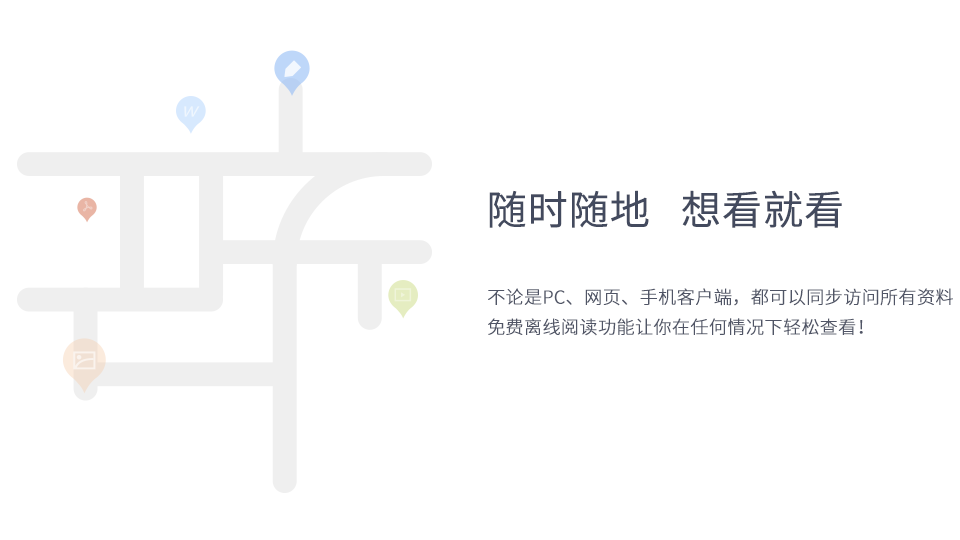 随时随地 想看就看
不论是PC、网页、手机客户端，都可以同步访问所有资料
免费离线阅读功能让你在任何情况下轻松查看！
W